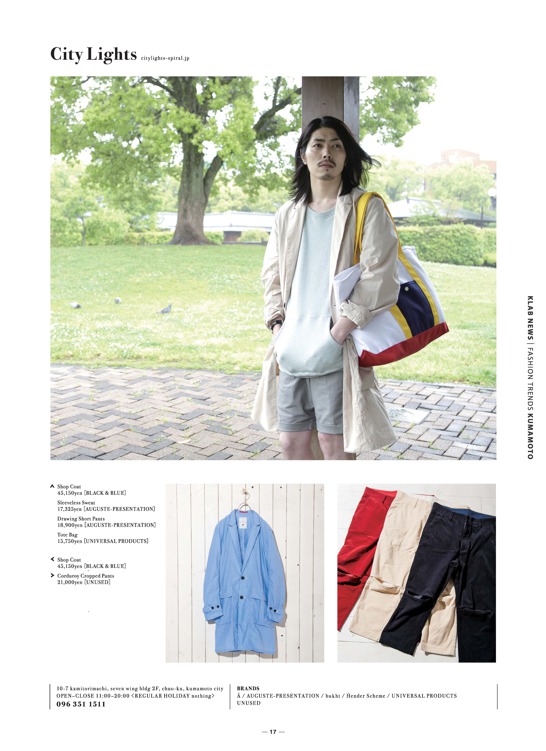 City Lights citylights-spiral.jp
KLAB NEWS | FASHION TRENDS KUMAMOTO
Shop Coat
45,150yen [BLACK & BLUE]
Sleeveless Sweat
17,325yen [AUGUSTE-PRESENTATION]
Drawing Short Pants
18,900yen [AUGUSTE-PRESENTATION]
Tote Bag
15,750yen [UNIVERSAL PRODUCTS]
Shop Coat
45,150yen [BLACK & BLUE]
Corduroy Cropped Pants
21,000yen [UNUSED]
10-7 kamitorimachi, seven wing bldg 2F, chuo-ku, kumamoto city
OPEN–CLOSE 11:00–20:00 <REGULAR HOLIDAY nothing>
096 351 1511
BRANDS
Å / AUGUSTE-PRESENTATION / bukht / Hender Scheme / UNIVERSAL PRODUCTS
UNUSED
— 17 —